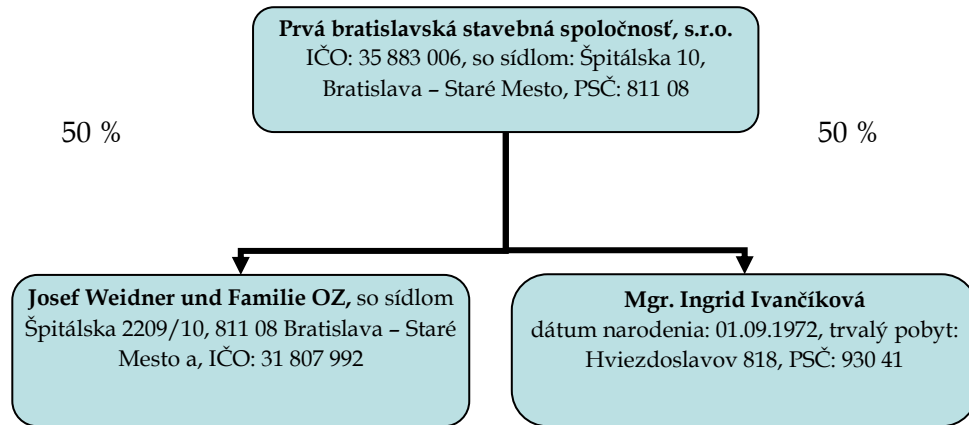 Prvá bratislavská stavebná spoločnosť, s.r.o.
IČO: 35 883 006, so sídlom: Špitálska 10,
Bratislava – Staré Mesto, PSČ: 811 08
50 %
50 %
Josef Weidner und Familie OZ, so sídlom
Špitálska 2209/10, 811 08 Bratislava – Staré
Mesto a, IČO: 31 807 992
Mgr. Ingrid Ivančíková
dátum narodenia: 01.09.1972, trvalý pobyt:
Hviezdoslavov 818, PSČ: 930 41